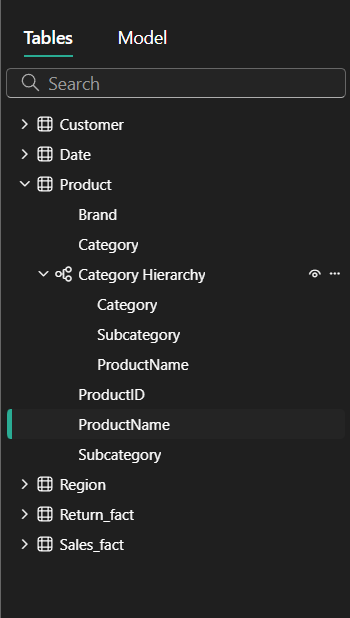 Tables Model
Search
Customer
Date
Product
Brand
Category
Category Hierarchy
Category
Subcategory
ProductName
ProductID
ProductName
Subcategory
Region
Return_fact
Sales_fact